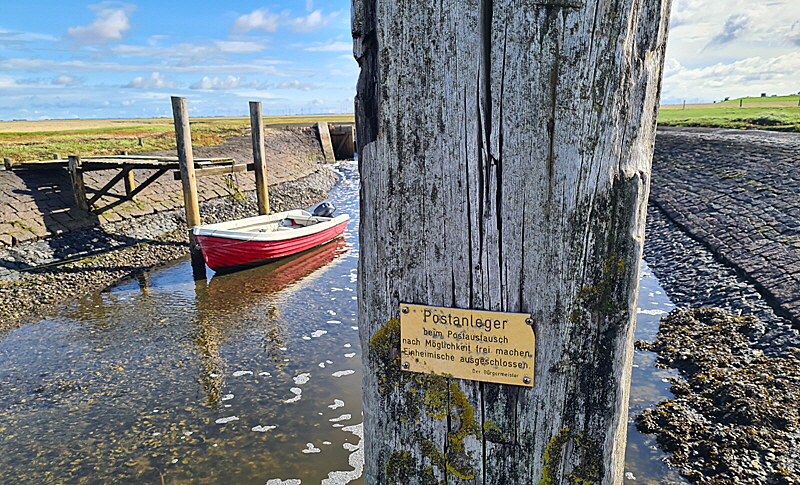 Postanleger
beim Postaustausch
nach Möglichkeit frei machen,
Einheimische ausgeschlossen.
Der Bürgermeister